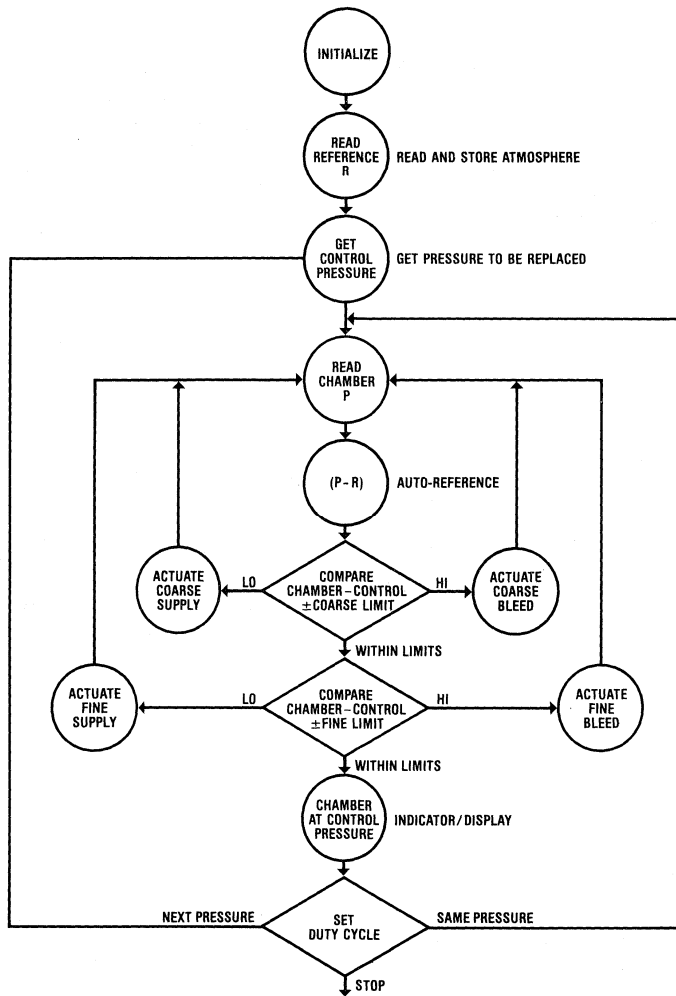 INITIALIZE
READ
REFERENCE
R
READ AND STORE ATMOSPHERE
GET
CONTROL
PRESSURE
GET PRESSURE TO BE REPLACED
READ
CHAMBER
P
(P-R)
AUTO-REFERENCE
ACTUATE
COARSE
SUPPLY
LO
COMPARE
CHAMBER-CONTROL
±COARSE LIMIT
HI
ACTUATE
COARSE
BLEED
WITHIN LIMITS
ACTUATE
FINE
SUPPLY
LO
COMPARE
CHAMBER-CONTROL
±FINE LIMIT
HI
ACTUATE
FINE
BLEED
WITHIN LIMITS
CHAMBER
AT CONTROL
PRESSURE
INDICATOR/DISPLAY
NEXT PRESSURE
SET
DUTY CYCLE
SAME PRESSURE
STOP